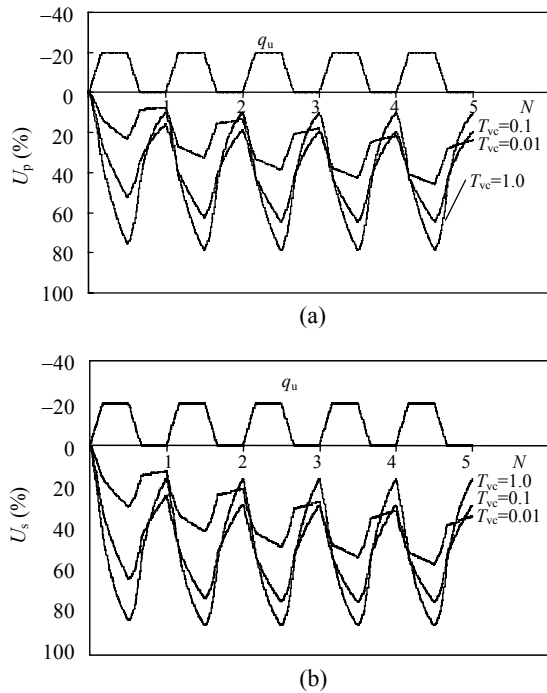 −40
−20
0
20
40
60
80
100
U_p (%)
q_u
1 2 3 4 5 N
T_vc=0.1
T_vc=0.01
T_vc=1.0
(a)
−40
−20
0
20
40
60
80
100
U_s (%)
q_u
1 2 3 4 5 N
T_vc=1.0
T_vc=0.1
T_vc=0.01
(b)